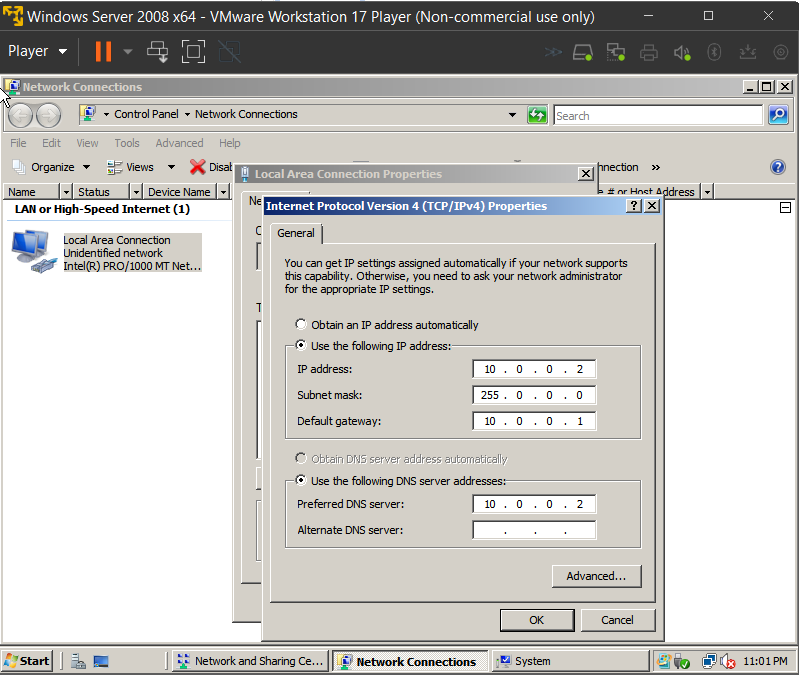 Windows Server 2008 x64 - VMware Workstation 17 Player (Non-commercial use only)
Player
Network Connections
Control Panel Network Connections
Search
File Edit View Tools Advanced Help
Organize Views
Name Status Device Name # or Host Address
LAN or High-Speed Internet (1)
Local Area Connection
Unidentified network
Intel(R) PRO/1000 MT Net...
Local Area Connection Properties
Internet Protocol Version 4 (TCP/IPv4) Properties
General
You can get IP settings assigned automatically if your network supports
this capability. Otherwise, you need to ask your network administrator
for the appropriate IP settings.
Obtain an IP address automatically
Use the following IP address:
IP address: 10 . 0 . 0 . 2
Subnet mask: 255 . 0 . 0 . 0
Default gateway: 10 . 0 . 0 . 1
Obtain DNS server address automatically
Use the following DNS server addresses:
Preferred DNS server: 10 . 0 . 0 . 2
Alternate DNS server: . . .
Advanced...
OK Cancel
Start Network and Sharing Ce... Network Connections System 11:01 PM